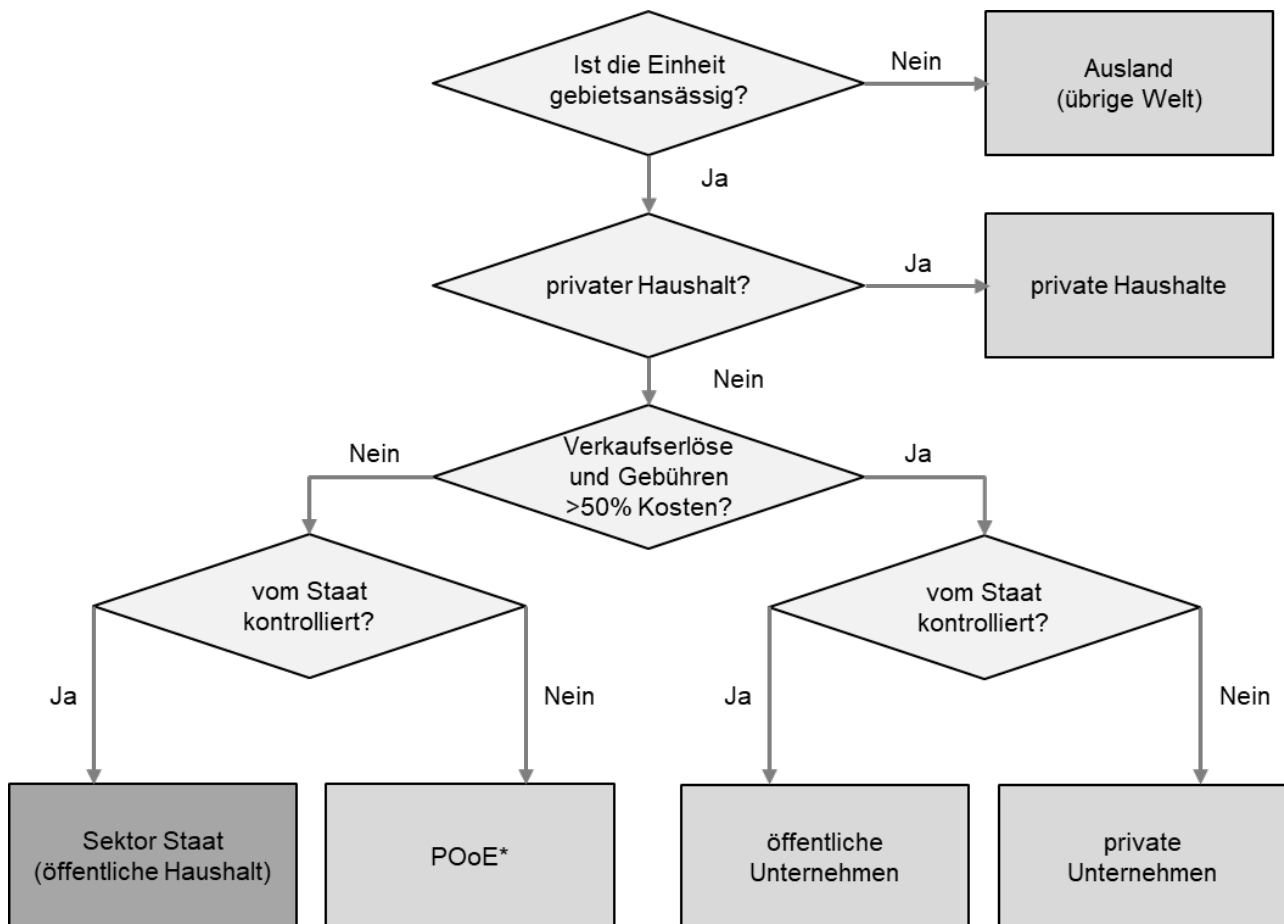 Ist die Einheit
gebietsansässig?
Nein
Ausland
(übrige Welt)
Ja
privater Haushalt?
Ja
private Haushalte
Nein
Nein
Verkaufserlöse
und Gebühren
>50% Kosten?
Ja
vom Staat
kontrolliert?
vom Staat
kontrolliert?
Ja
Nein
Ja
Nein
Sektor Staat
(öffentliche Haushalt)
POoE*
öffentliche
Unternehmen
private
Unternehmen